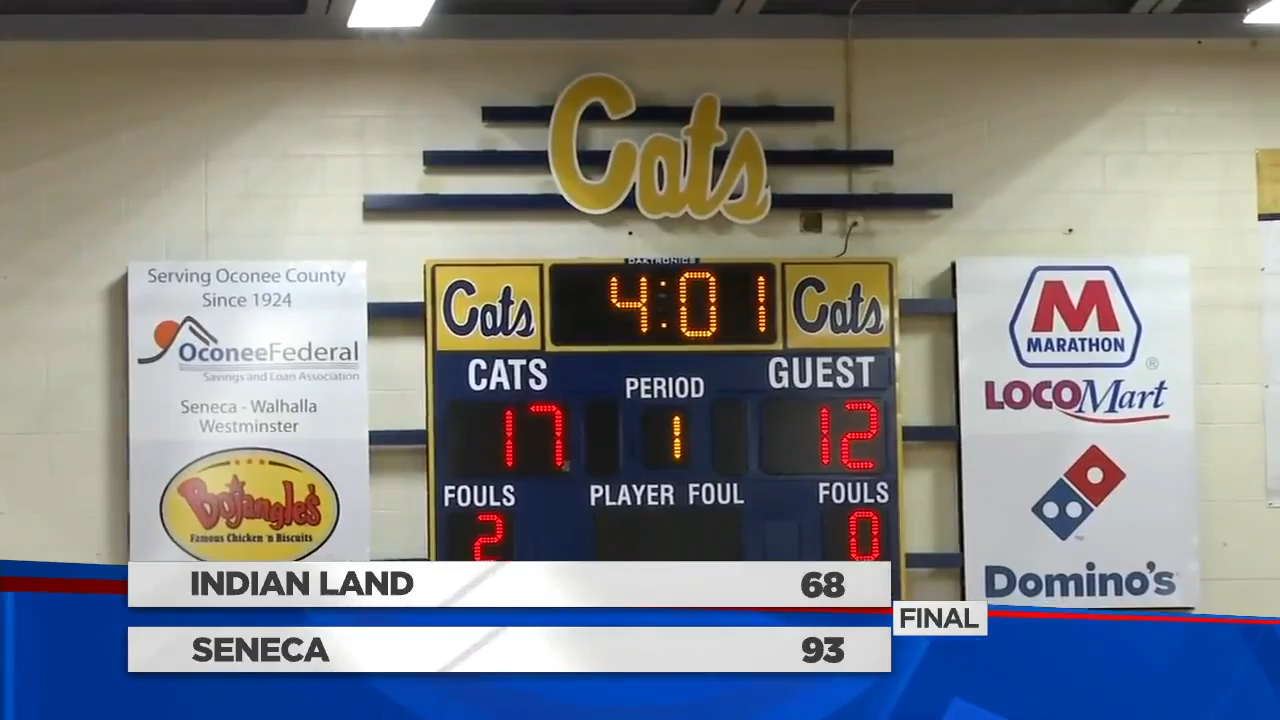 Cats
Serving Oconee County
Since 1924
OconeeFederal
Savings and Loan Association
Seneca - Walhalla
Westminster
Bojangles'
Famous Chicken 'n Biscuits
DAKTRONICS
Cats
4:01
Cats
CATS
PERIOD
GUEST
17
1
12
FOULS
PLAYER FOUL
FOULS
2
0
M
MARATHON
®
LOCOMart
Domino's
INDIAN LAND 68
SENECA 93
FINAL